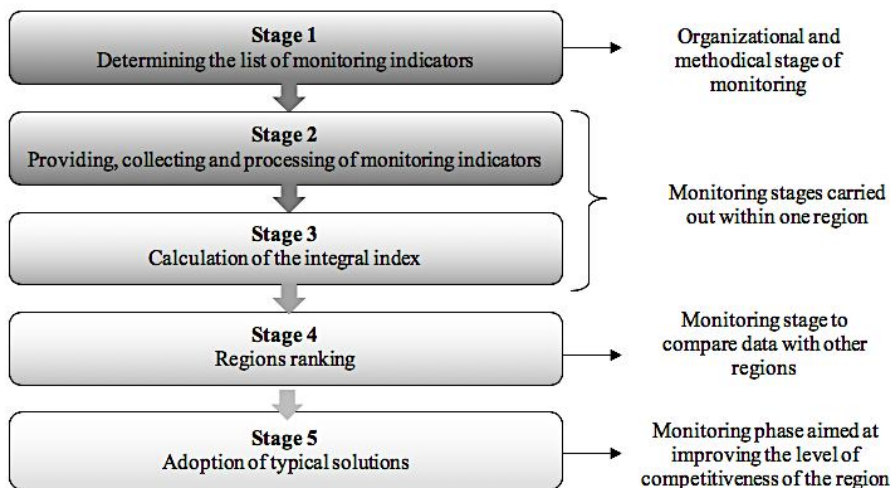 Stage 1
Determining the list of monitoring indicators
Organizational and
methodical stage of
monitoring
Stage 2
Providing, collecting and processing of monitoring indicators
Stage 3
Calculation of the integral index
Monitoring stages carried
out within one region
Stage 4
Regions ranking
Monitoring stage to
compare data with other
regions
Stage 5
Adoption of typical solutions
Monitoring phase aimed at
improving the level of
competitiveness of the region